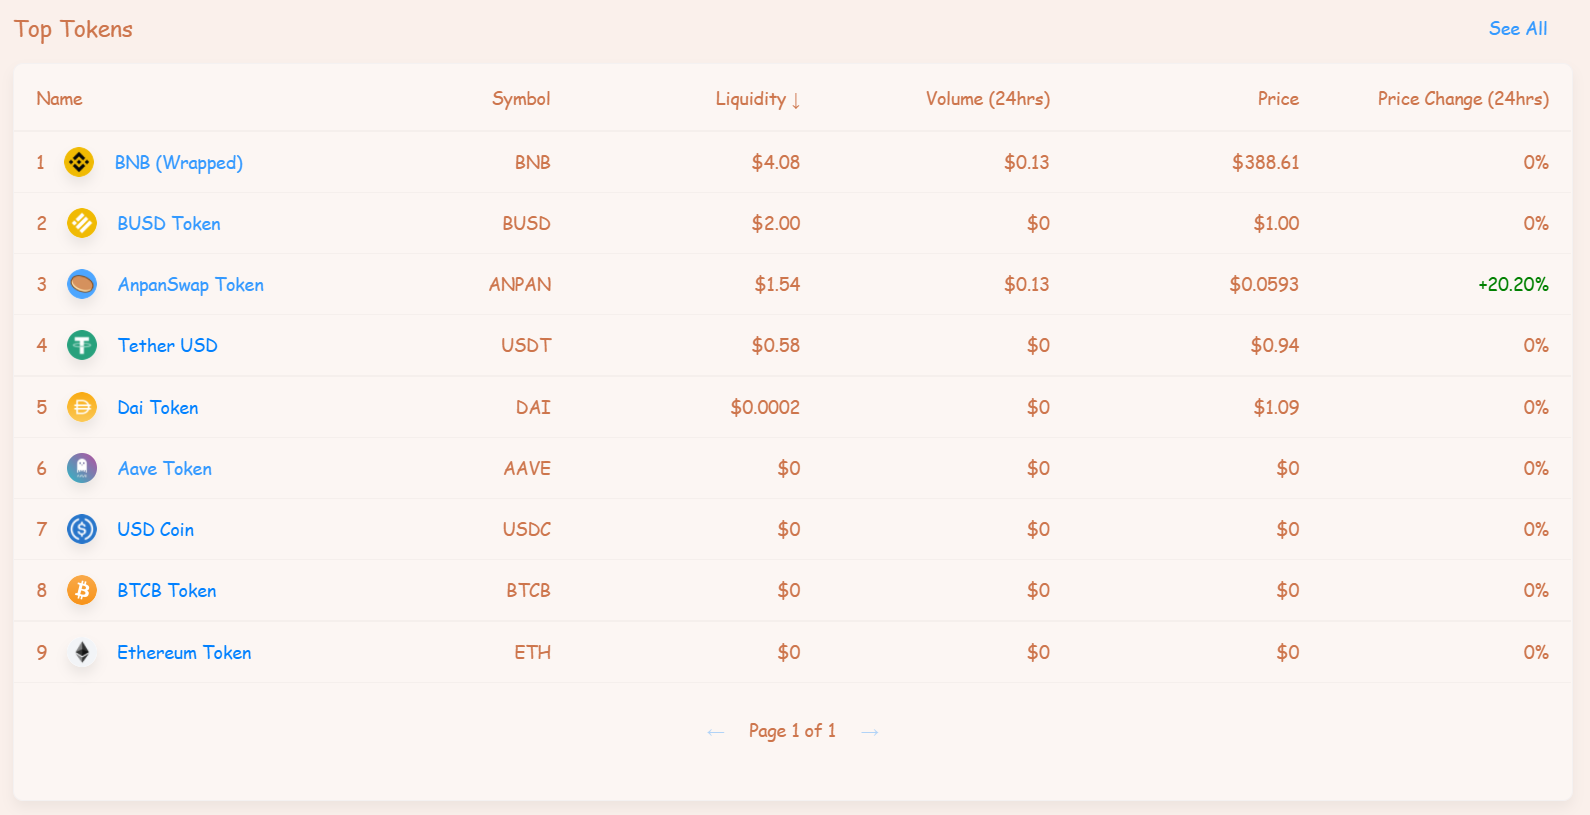 Top Tokens See All
Name Symbol Liquidity ↓ Volume (24hrs) Price Price Change (24hrs)
1 BNB (Wrapped) BNB $4.08 $0.13 $388.61 0%
2 BUSD Token BUSD $2.00 $0 $1.00 0%
3 AnpanSwap Token ANPAN $1.54 $0.13 $0.0593 +20.20%
4 Tether USD USDT $0.58 $0 $0.94 0%
5 Dai Token DAI $0.0002 $0 $1.09 0%
6 Aave Token AAVE $0 $0 $0 0%
7 USD Coin USDC $0 $0 $0 0%
8 BTCB Token BTCB $0 $0 $0 0%
9 Ethereum Token ETH $0 $0 $0 0%
← Page 1 of 1 →